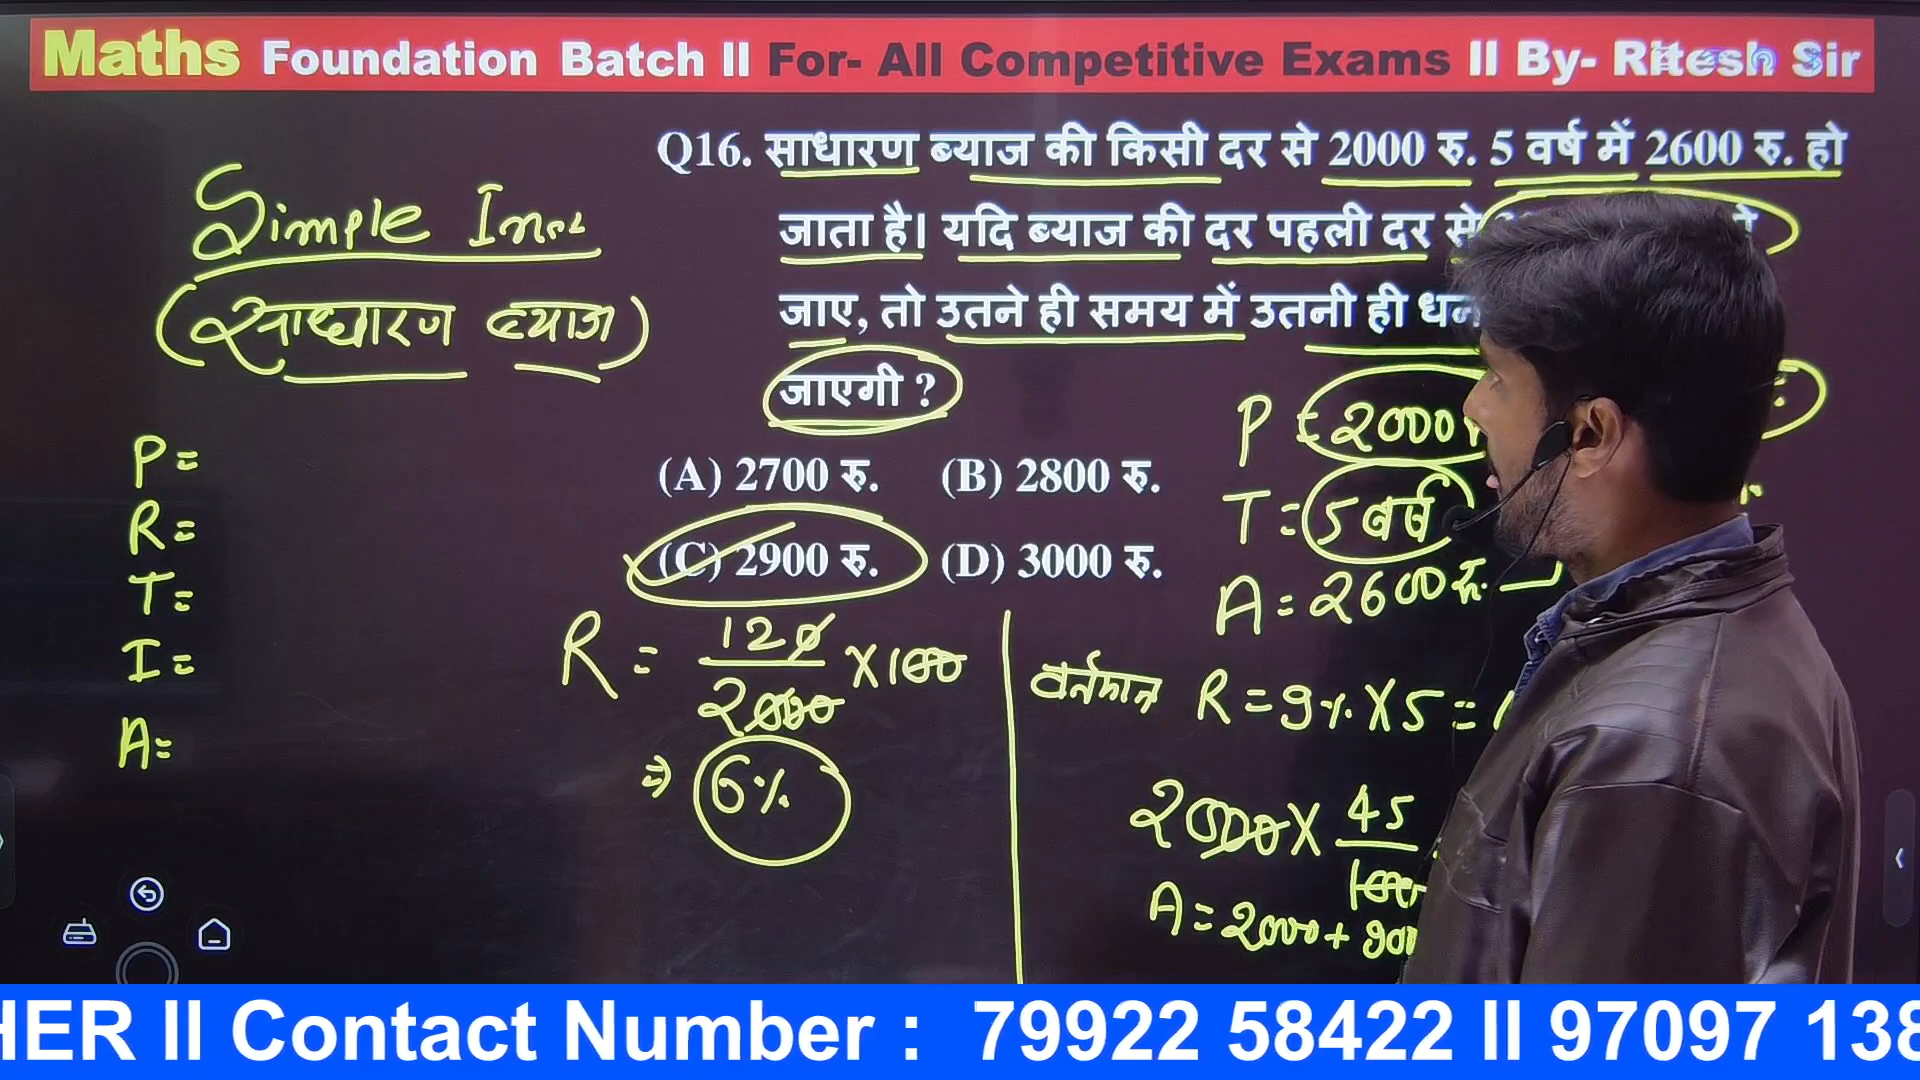 Maths Foundation Batch II For- All Competitive Exams II By- Ritesh Sir
Q16. साधारण ब्याज की किसी दर से 2000 रु. 5 वर्ष में 2600 रु. हो
जाता है। यदि ब्याज की दर पहली दर से
जाए, तो उतने ही समय में उतनी ही
जाएगी ?
(A) 2700 रु. (B) 2800 रु.
(C) 2900 रु. (D) 3000 रु.
Simple
(साधारण ब्याज)
P =
R =
T =
I =
A =
R = 120/2000 × 100
⇒ 6%
P = 2000
T = 5 वर्ष
A = 2600 रु.
वर्तमान R = 9% × 5 =
2000 × 45/100
A = 2000 + 900
HER II Contact Number : 79922 58422 II 97097 138